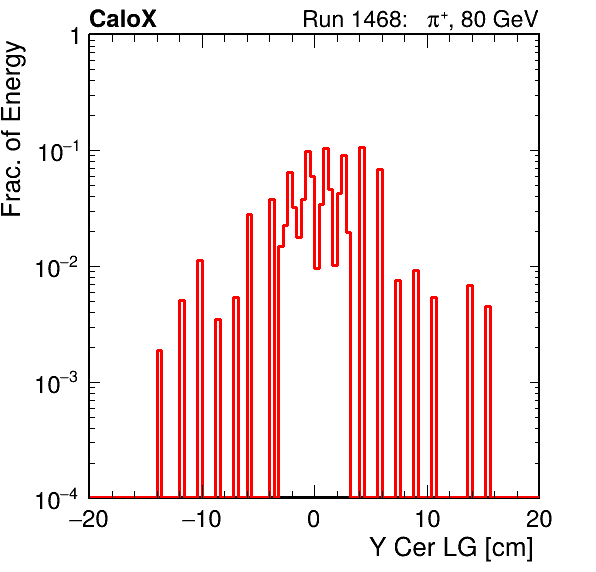 CaloX Run 1468: π⁺, 80 GeV
Frac. of Energy
1
10⁻¹
10⁻²
10⁻³
10⁻⁴
−20 −10 0 10 20
Y Cer LG [cm]